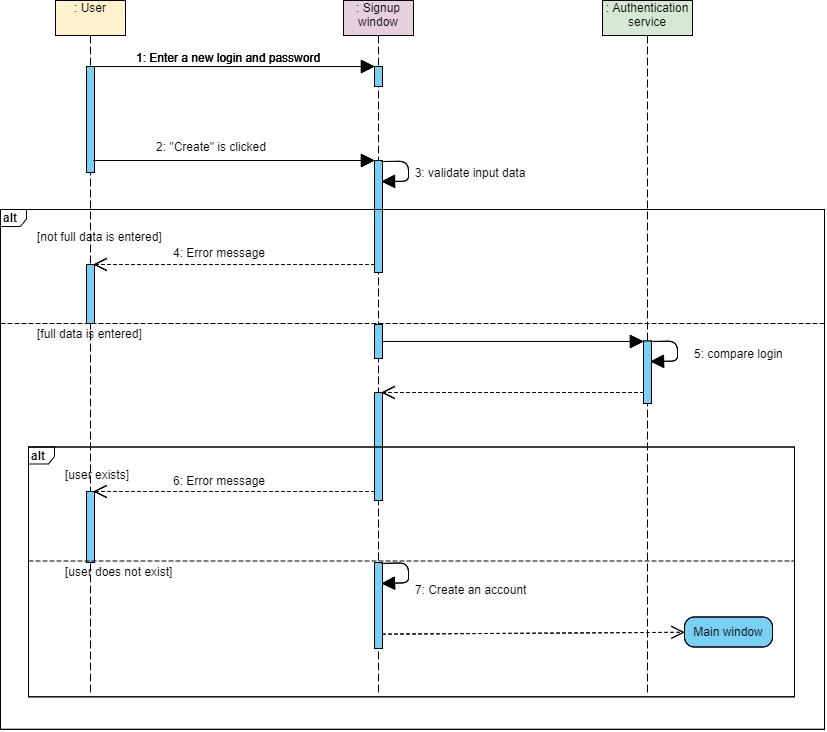 : User
: Signup
window
: Authentication
service
1: Enter a new login and password
2: "Create" is clicked
3: validate input data
alt
[not full data is entered]
4: Error message
[full data is entered]
5: compare login
alt
[user exists]
6: Error message
[user does not exist]
7: Create an account
Main window